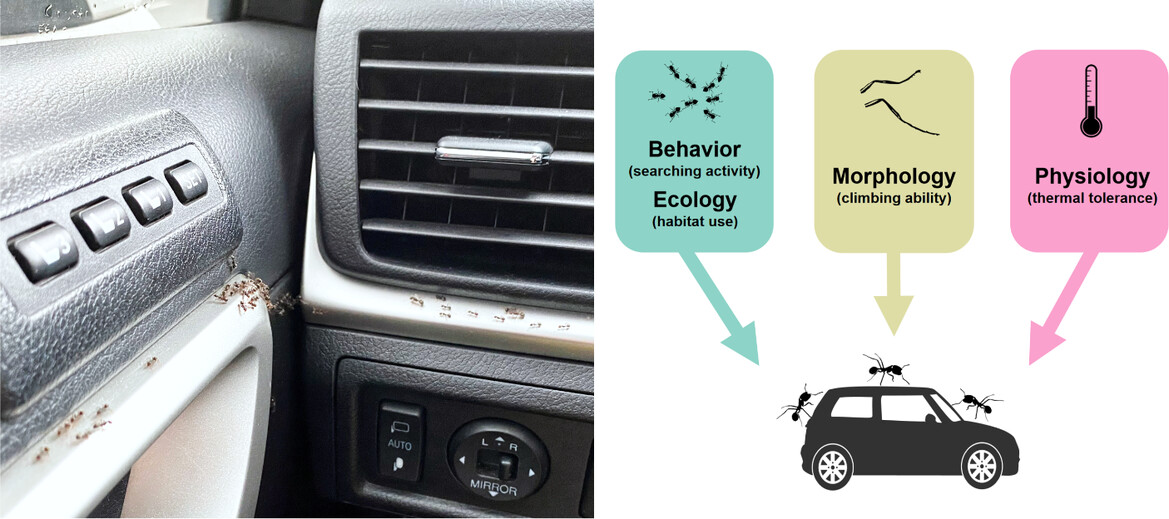 AUTO
L R
MIRROR
Behavior
(searching activity)
Ecology
(habitat use)
Morphology
(climbing ability)
Physiology
(thermal tolerance)